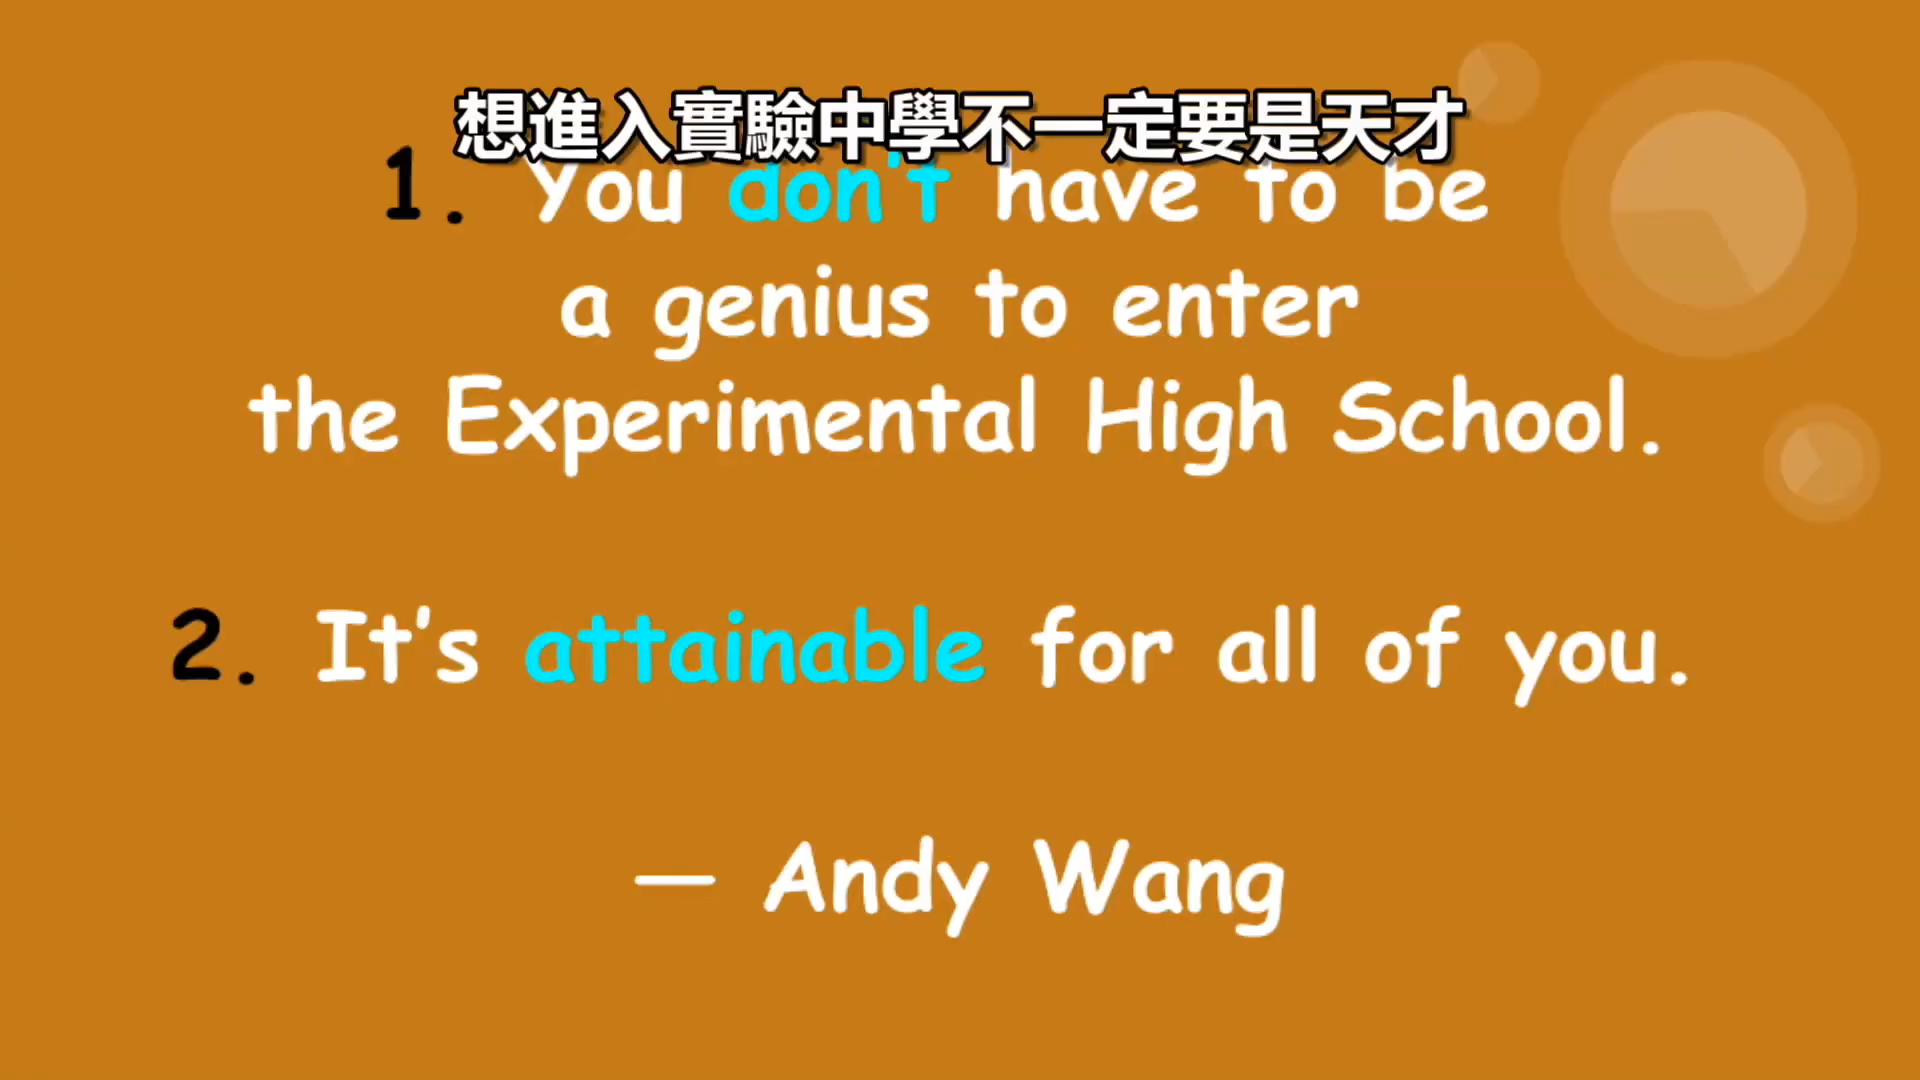 想進入實驗中學不一定要是天才
1. You don't have to be
a genius to enter
the Experimental High School.
2. It's attainable for all of you.
— Andy Wang